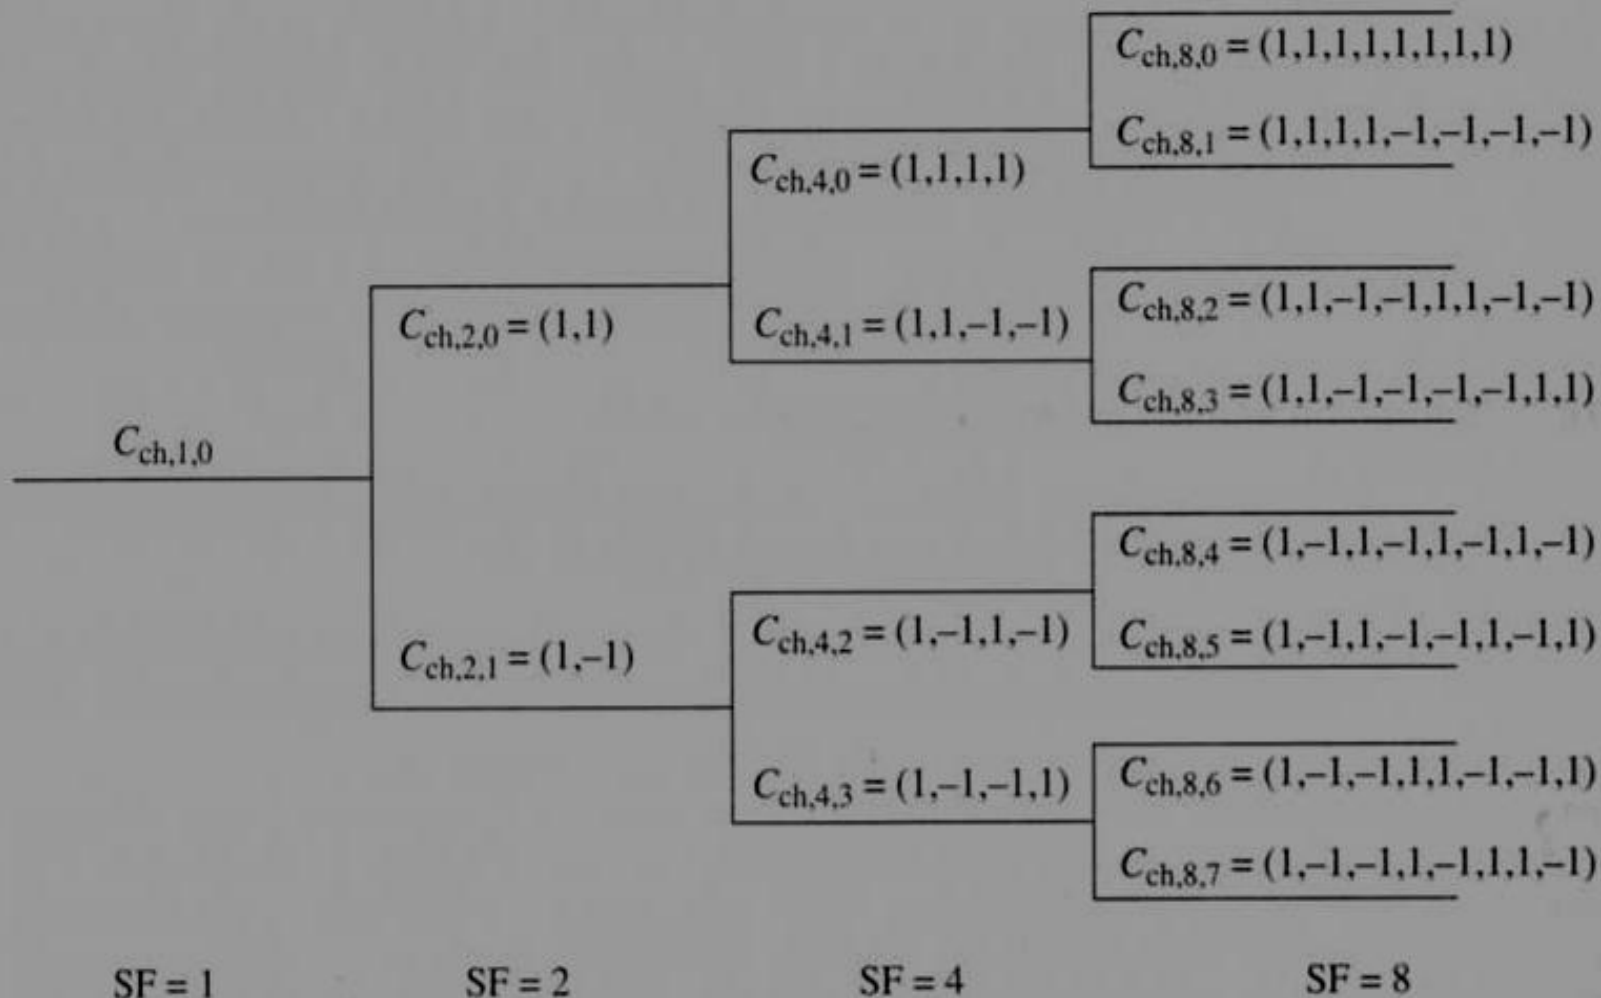 C_ch,8,0 = (1,1,1,1,1,1,1,1)
C_ch,8,1 = (1,1,1,1,–1,–1,–1,–1)
C_ch,4,0 = (1,1,1,1)
C_ch,8,2 = (1,1,–1,–1,1,1,–1,–1)
C_ch,2,0 = (1,1)
C_ch,4,1 = (1,1,–1,–1)
C_ch,8,3 = (1,1,–1,–1,–1,–1,1,1)
C_ch,1,0
C_ch,8,4 = (1,–1,1,–1,1,–1,1,–1)
C_ch,2,1 = (1,–1)
C_ch,4,2 = (1,–1,1,–1)
C_ch,8,5 = (1,–1,1,–1,–1,1,–1,1)
C_ch,4,3 = (1,–1,–1,1)
C_ch,8,6 = (1,–1,–1,1,1,–1,–1,1)
C_ch,8,7 = (1,–1,–1,1,–1,1,1,–1)
SF = 1 SF = 2 SF = 4 SF = 8